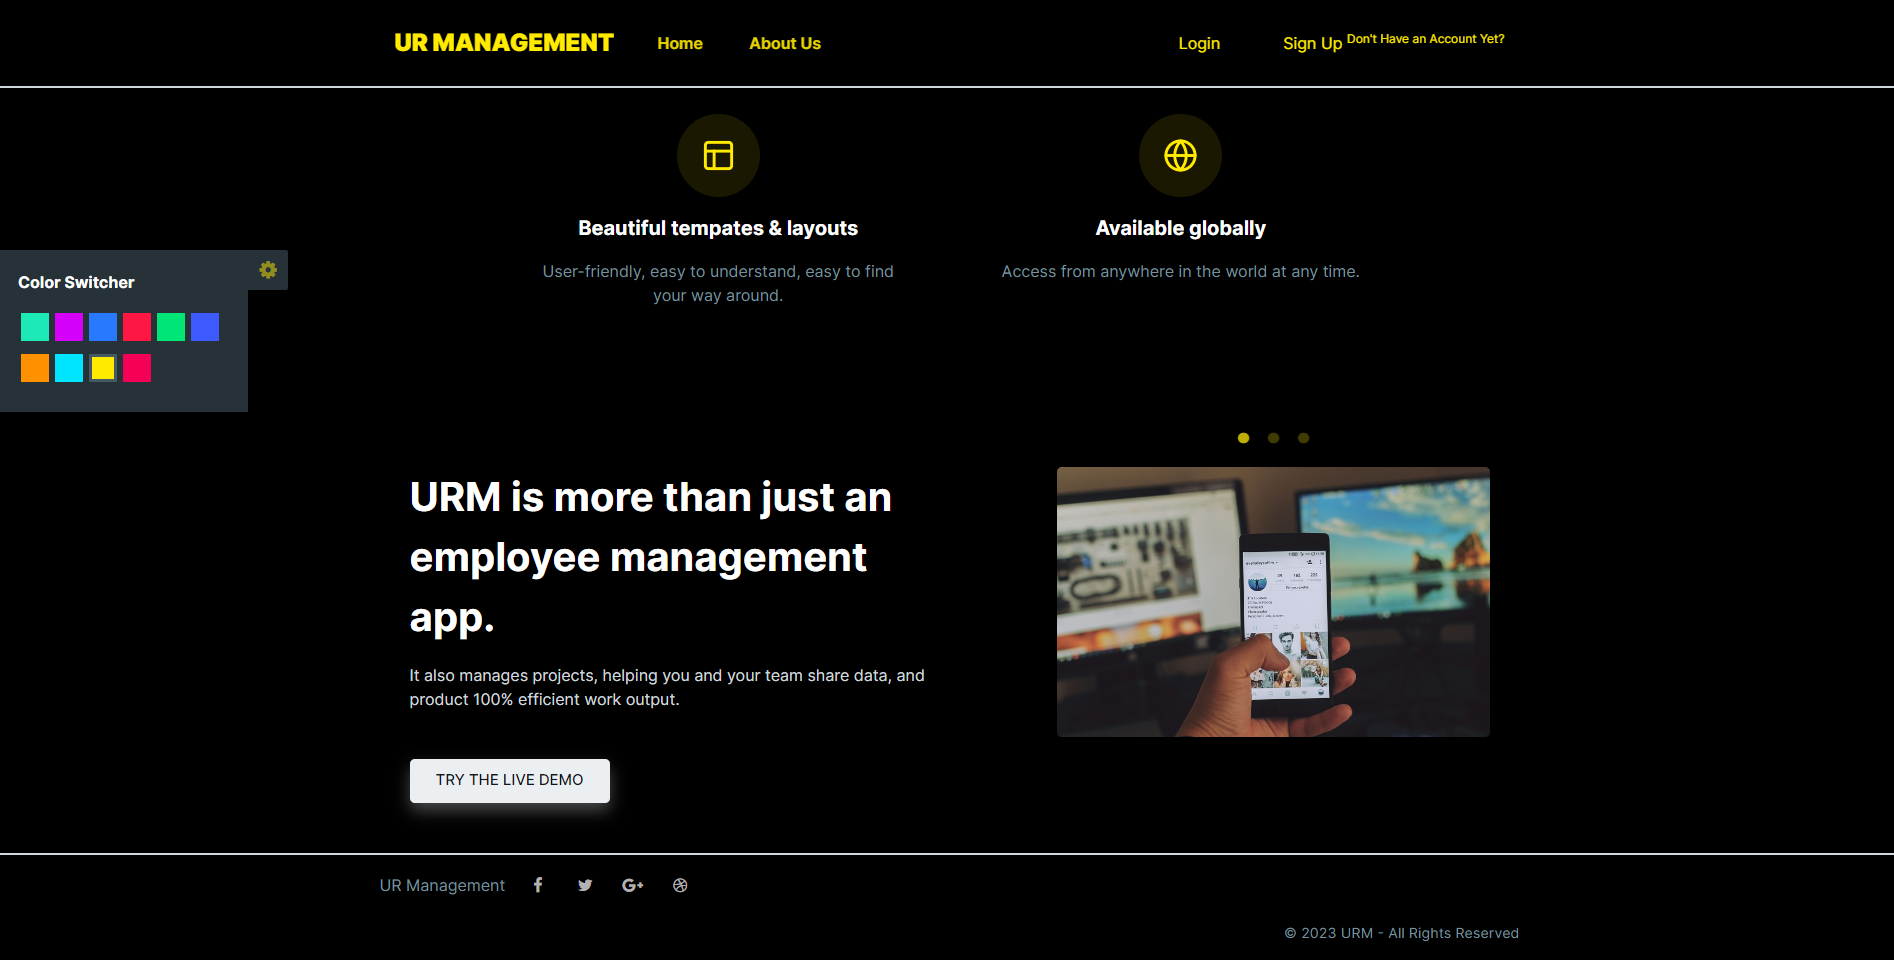 UR MANAGEMENT Home About Us Login Sign Up Don't Have an Account Yet?
Beautiful tempates & layouts
User-friendly, easy to understand, easy to find
your way around.
Available globally
Access from anywhere in the world at any time.
Color Switcher
URM is more than just an
employee management
app.
It also manages projects, helping you and your team share data, and
product 100% efficient work output.
TRY THE LIVE DEMO
UR Management
© 2023 URM - All Rights Reserved